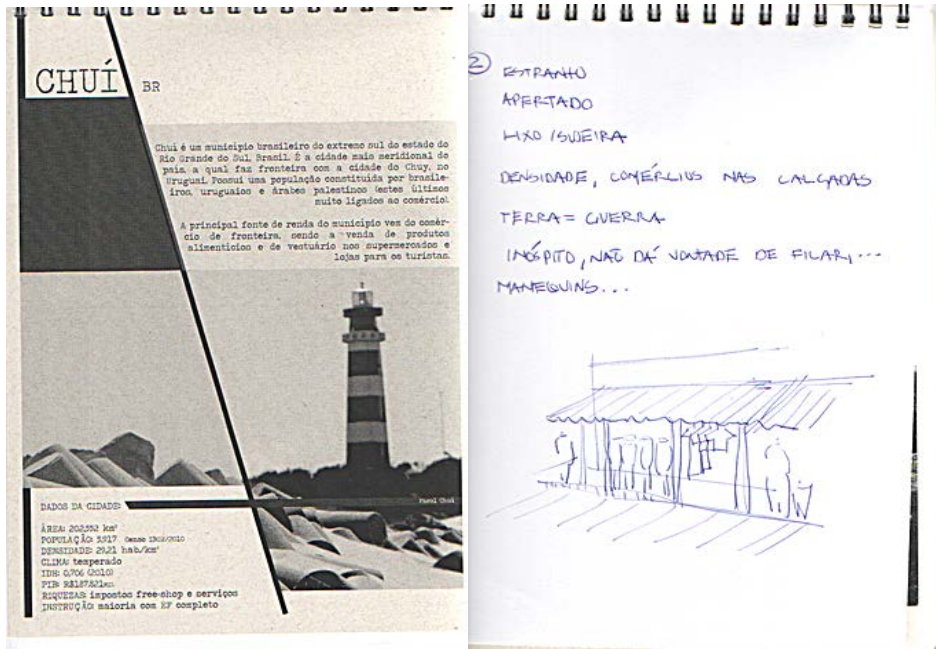 CHUÍ BR
Chuí é um município brasileiro do extremo sul do estado do
Rio Grande do Sul, Brasil. É a cidade mais meridional do
país, a qual faz fronteira com a cidade do Chuy, no
Uruguai. Possui uma população constituída por brasile-
iros, uruguaios e árabes palestinos (estes últimos
muito ligados ao comércio).
A principal fonte de renda do município vem do comér-
cio de fronteira, sendo a venda de produtos
alimentícios e de vestuário nos supermercados e
lojas para os turistas.
Farol Chuí
DADOS DA CIDADE:
ÁREA: 202,552 km²
POPULAÇÃO: 5.917 Censo IBGE/2010
DENSIDADE: 29,21 hab/km²
CLIMA: temperado
IDH: 0,706 (2010)
PIB: R$187.821
RIQUEZAS: impostos free-shop e serviços
INSTRUÇÃO: maioria com EF completo
2
ESTRANHO
APERTADO
LIXO / SUJEIRA
DENSIDADE, COMÉRCIOS NAS CALÇADAS
TERRA = GUERRA
INÓSPITO, NÃO DÁ VONTADE DE FICAR, ...
MANEQUINS...